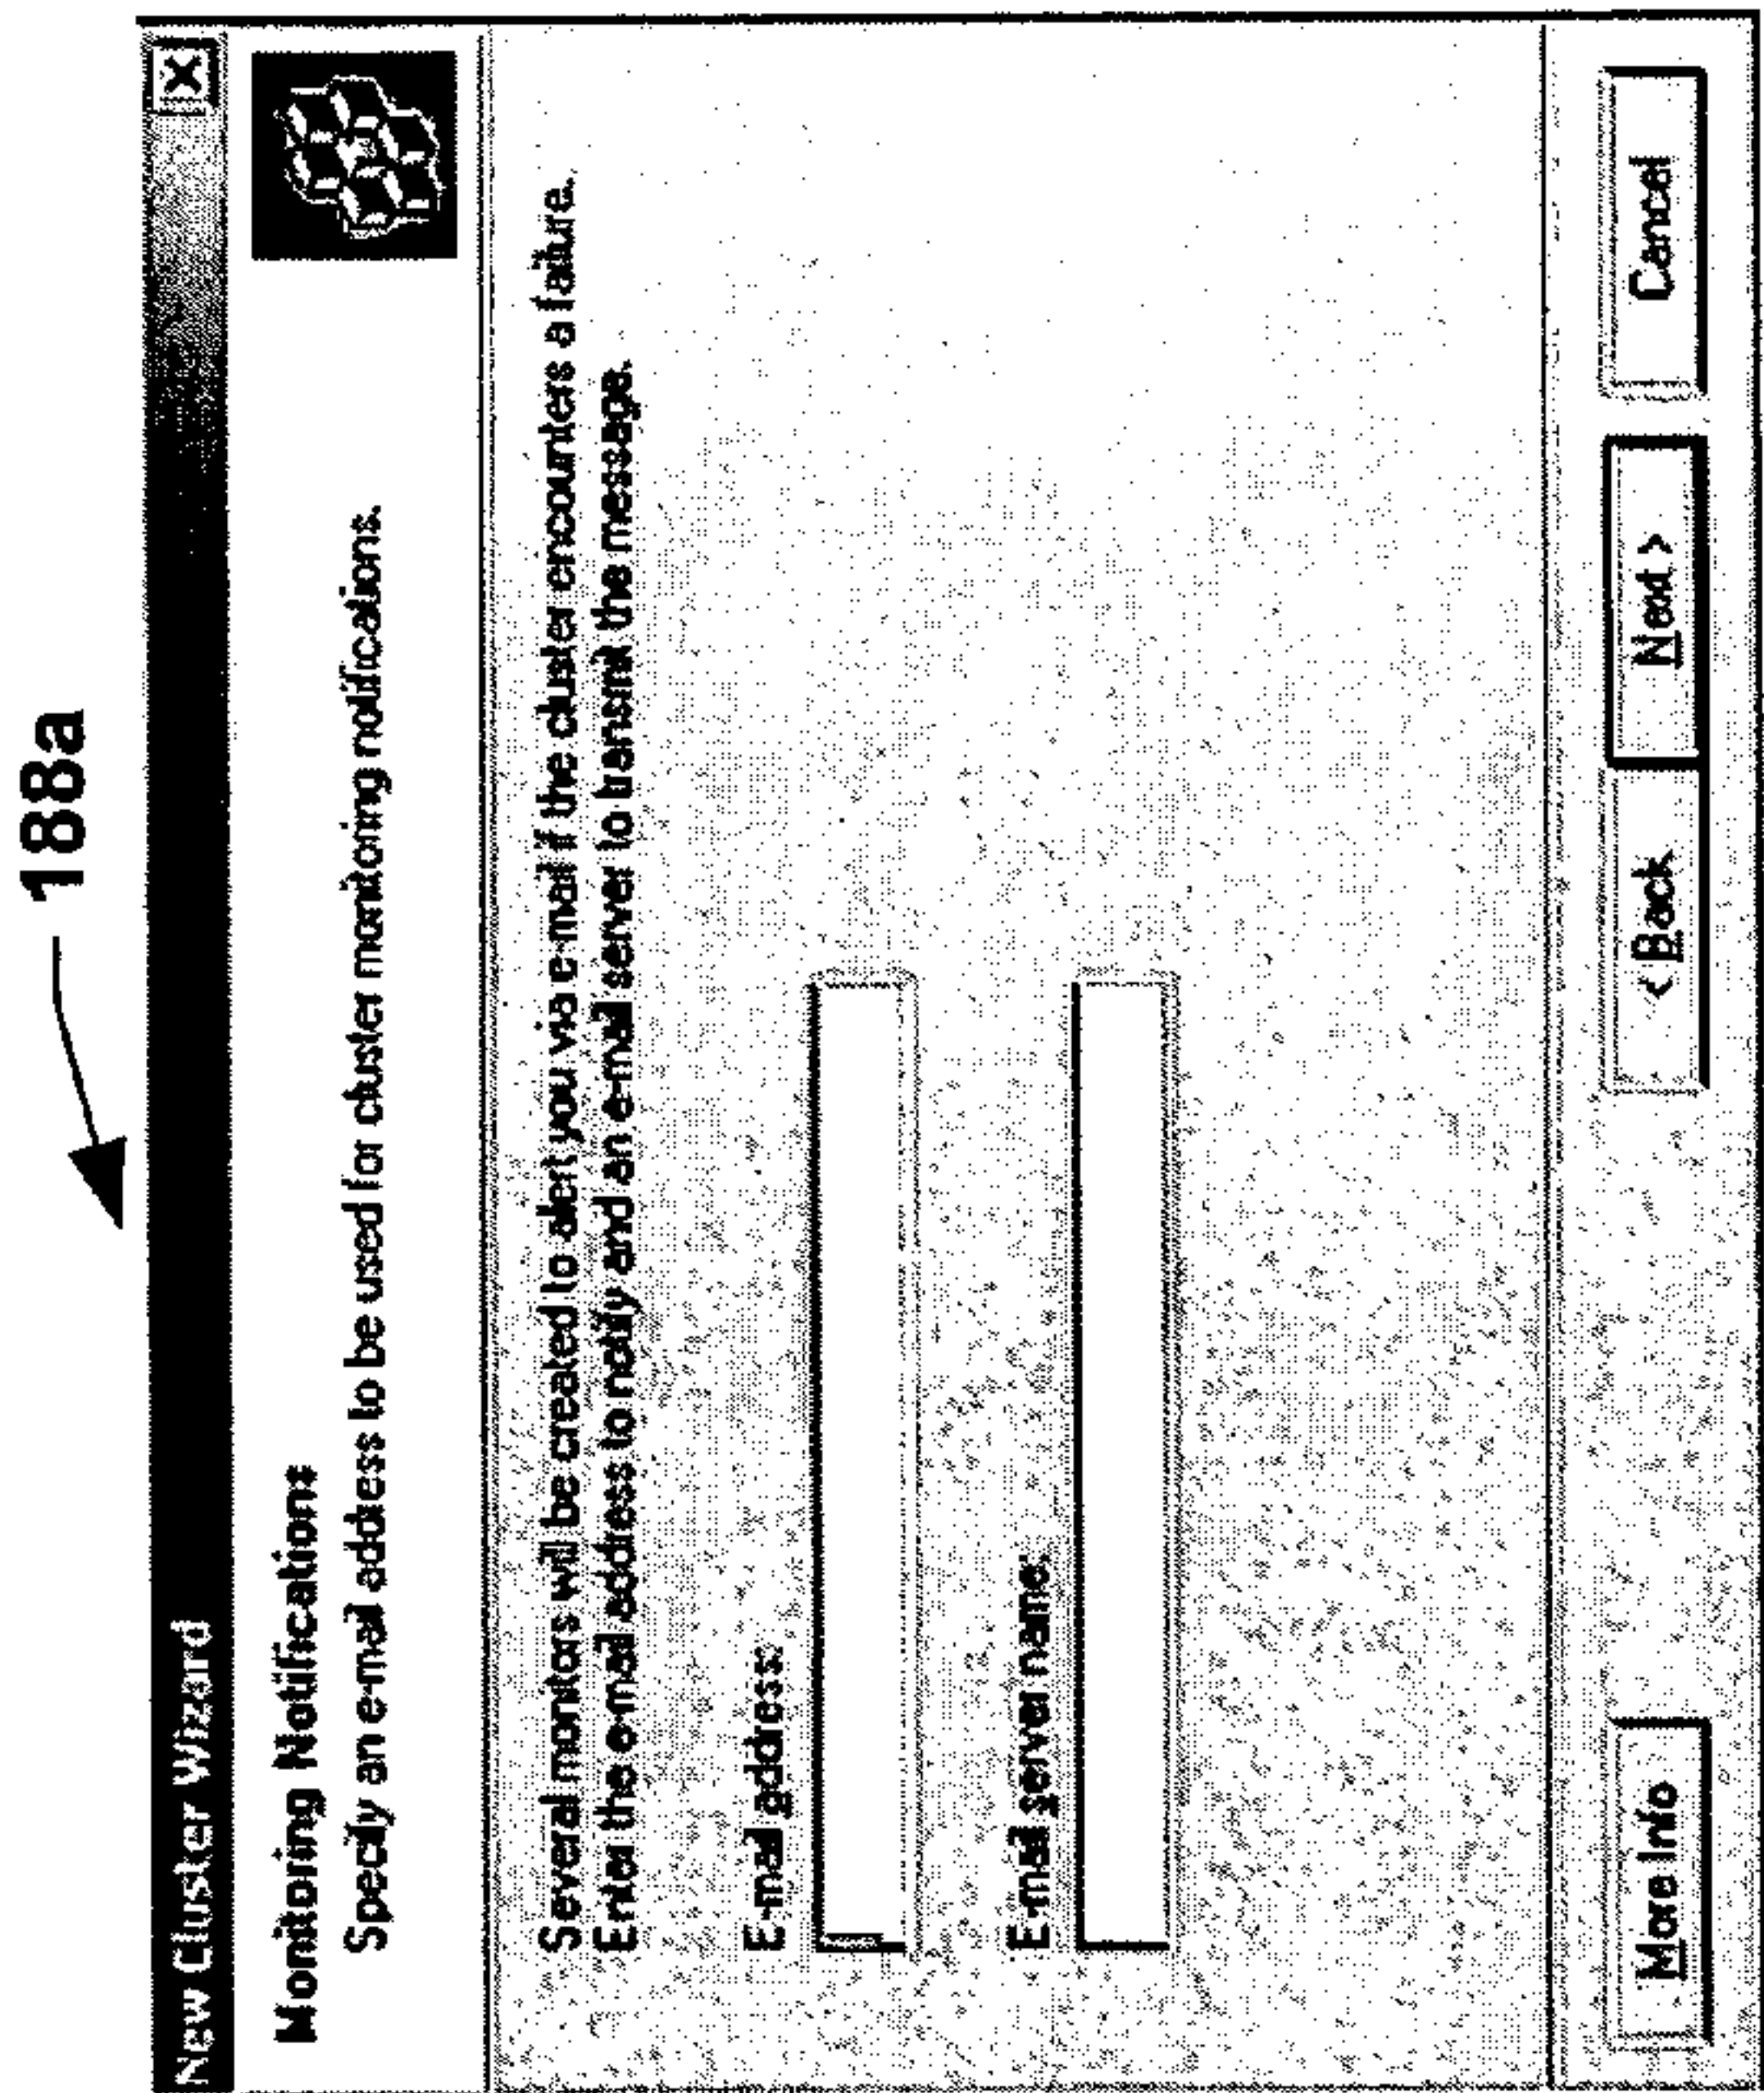 188a
New Cluster Wizard
Monitoring Notifications
Specify an e-mail address to be used for cluster monitoring notifications.
Several monitors will be created to alert you via e-mail if the cluster encounters a failure.
Enter the e-mail address to notify and an e-mail server to transmit the message.
E-mail address:
E-mail server name:
More Info
< Back
Next >
Cancel